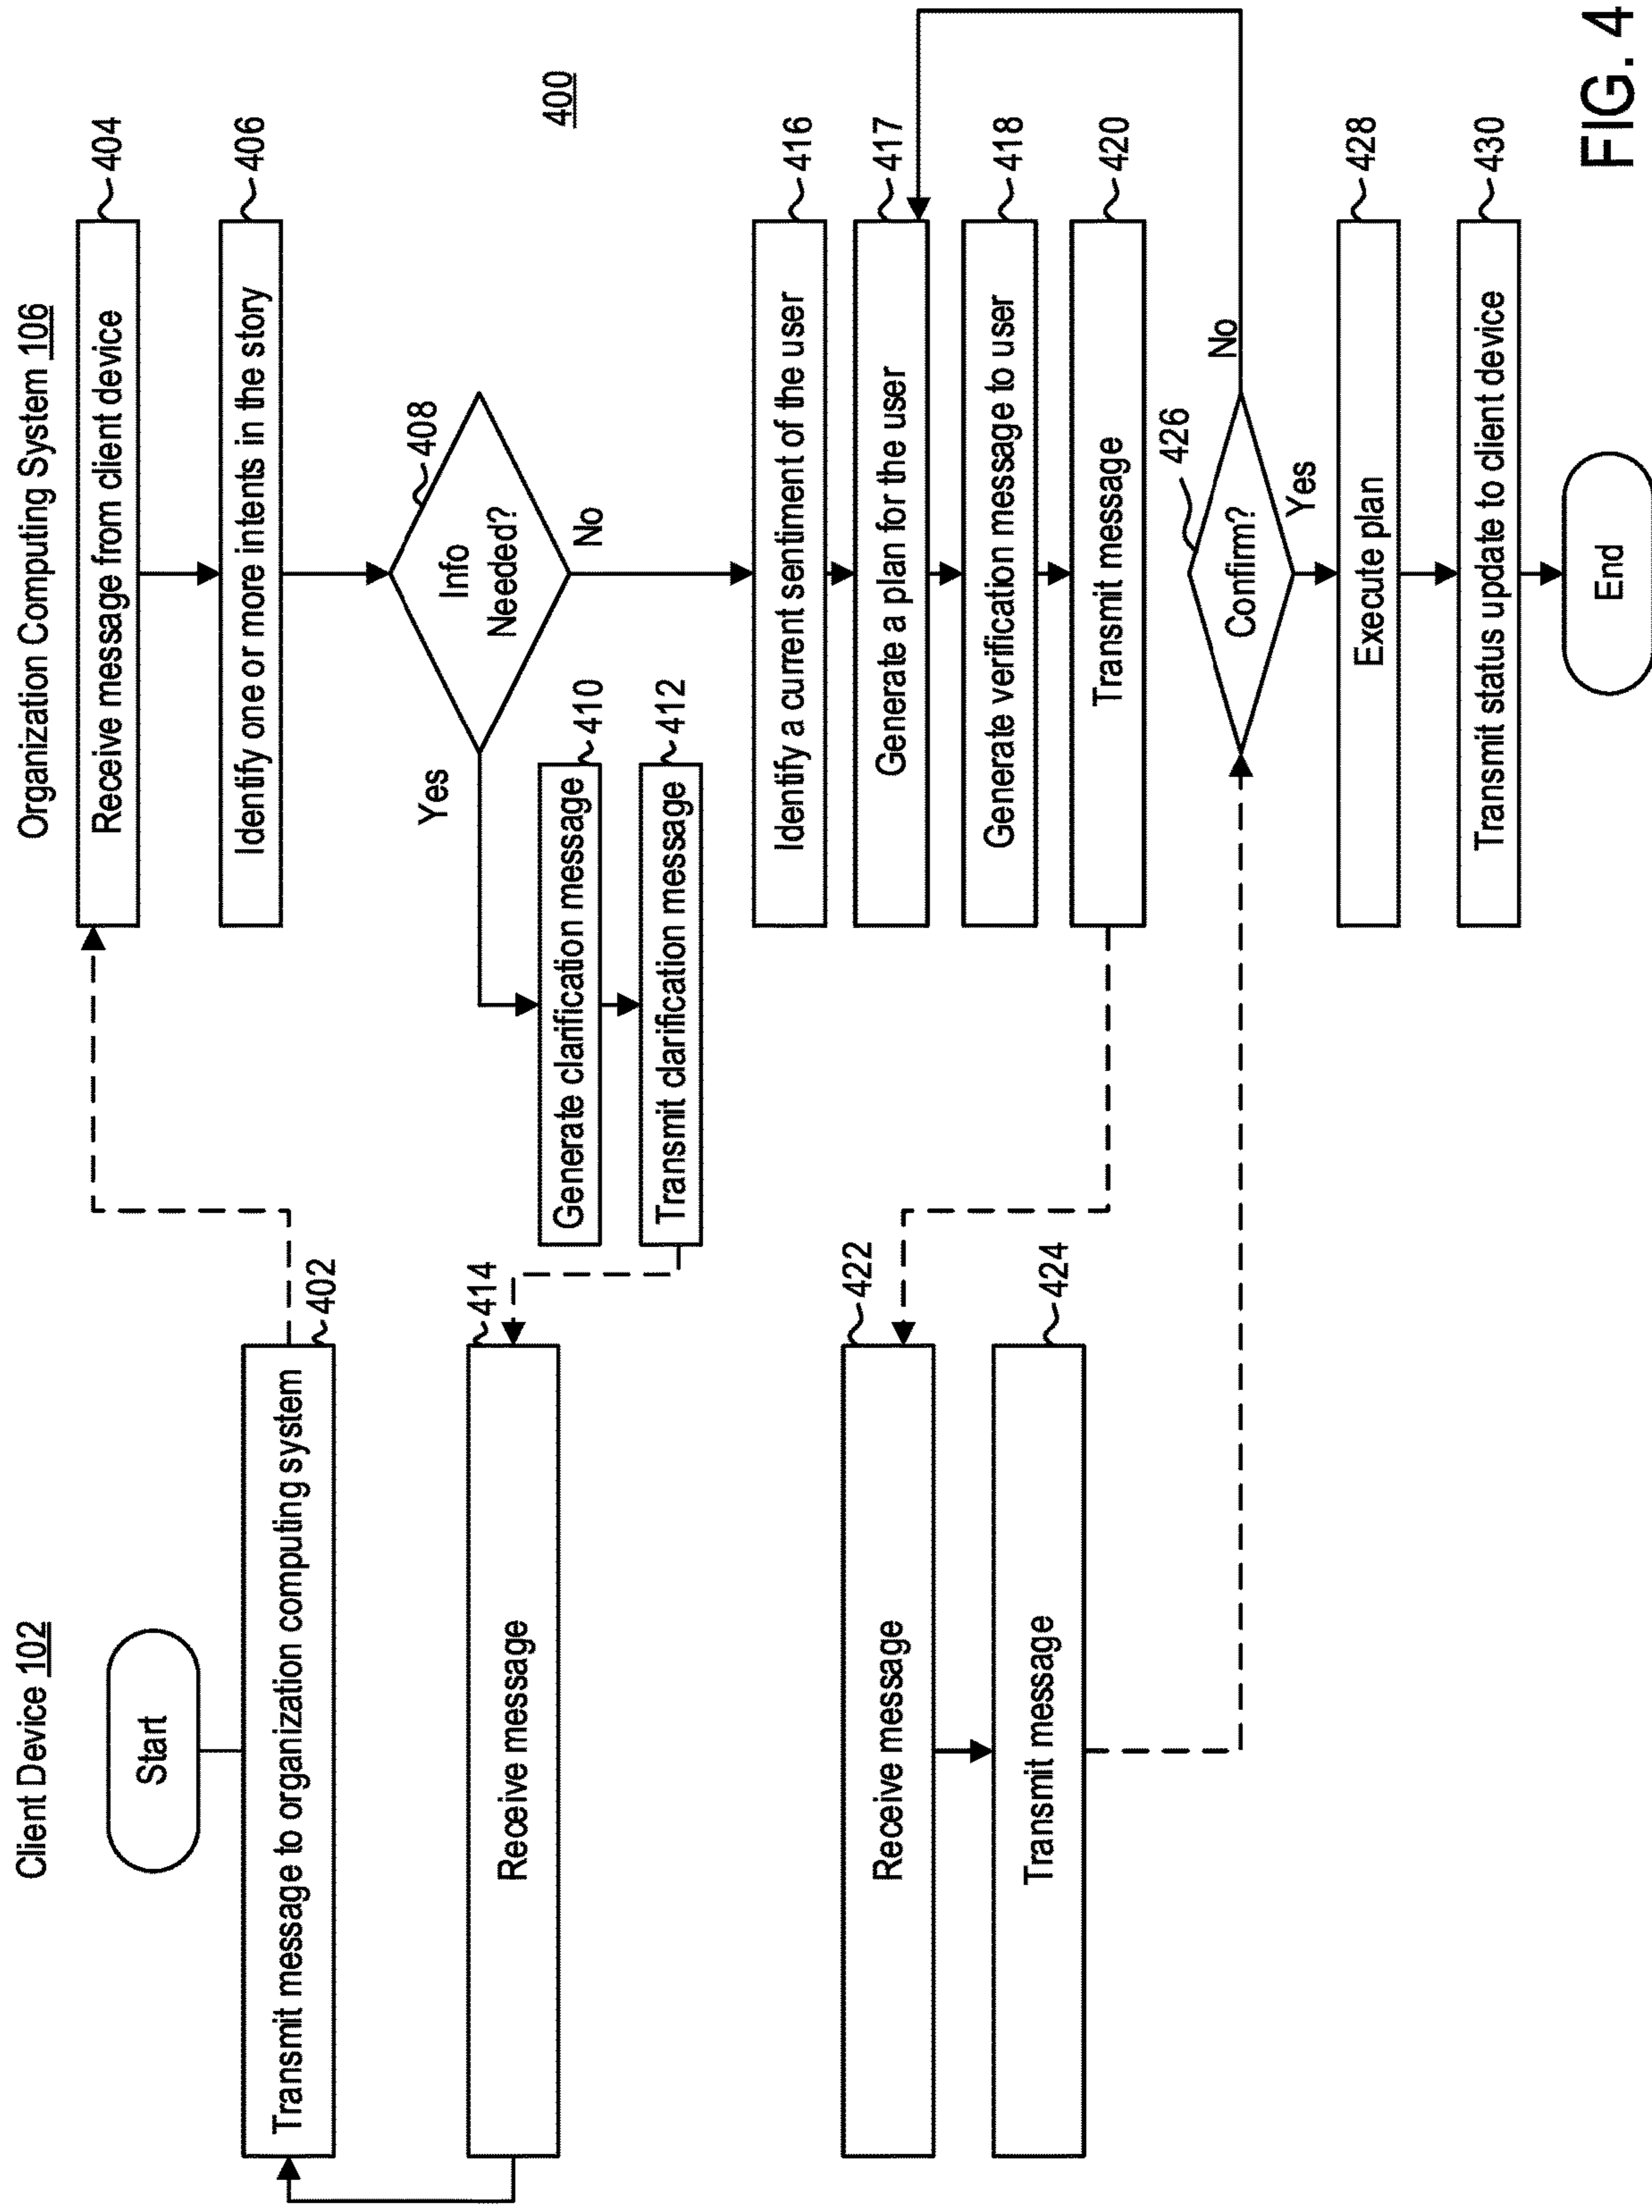 Client Device 102
Organization Computing System 106
Start
Transmit message to organization computing system
402
Receive message from client device
404
Identify one or more intents in the story
406
Info
Needed?
408
Yes
No
400
Generate clarification message
410
Transmit clarification message
412
Receive message
414
Identify a current sentiment of the user
416
Generate a plan for the user
417
Generate verification message to user
418
Transmit message
420
Receive message
422
Transmit message
424
Confirm?
426
No
Yes
Execute plan
428
Transmit status update to client device
430
End
FIG. 4